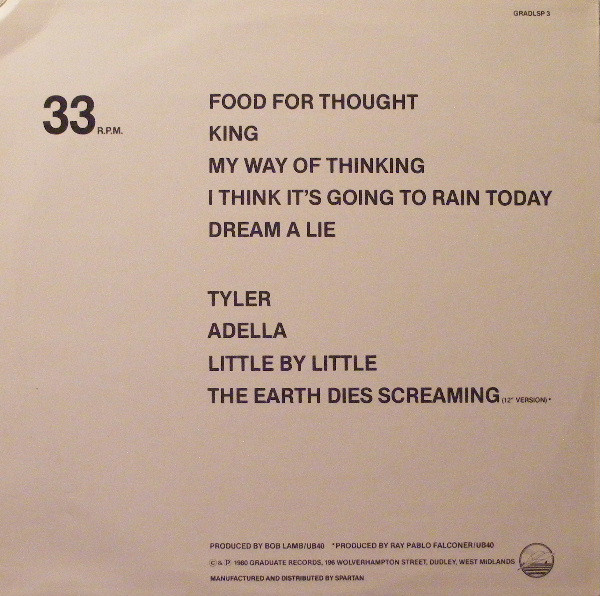 GRADLSP 3
33 R.P.M.
FOOD FOR THOUGHT
KING
MY WAY OF THINKING
I THINK IT'S GOING TO RAIN TODAY
DREAM A LIE
TYLER
ADELLA
LITTLE BY LITTLE
THE EARTH DIES SCREAMING (12" VERSION) *
PRODUCED BY BOB LAMB/UB40 *PRODUCED BY RAY PABLO FALCONER/UB40
© & ℗ 1980 GRADUATE RECORDS, 196 WOLVERHAMPTON STREET, DUDLEY, WEST MIDLANDS
MANUFACTURED AND DISTRIBUTED BY SPARTAN